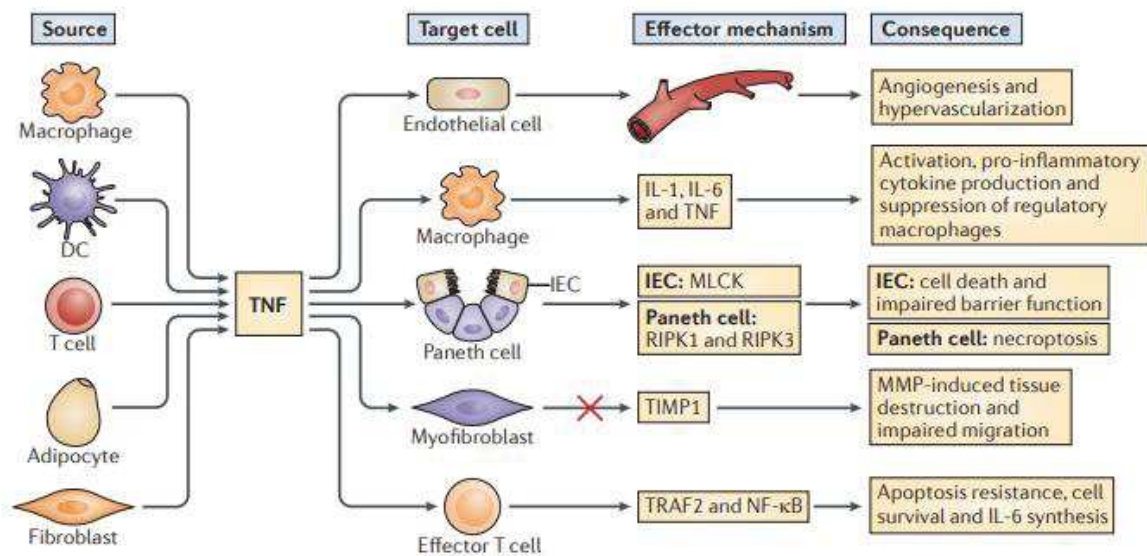 Source
Target cell
Effector mechanism
Consequence
Macrophage
DC
T cell
Adipocyte
Fibroblast
TNF
Endothelial cell
Angiogenesis and
hypervascularization
Macrophage
IL-1, IL-6
and TNF
Activation, pro-inflammatory
cytokine production and
suppression of regulatory
macrophages
IEC
Paneth cell
IEC: MLCK
Paneth cell:
RIPK1 and RIPK3
IEC: cell death and
impaired barrier function
Paneth cell: necroptosis
Myofibroblast
TIMP1
MMP-induced tissue
destruction and
impaired migration
Effector T cell
TRAF2 and NF-κB
Apoptosis resistance, cell
survival and IL-6 synthesis